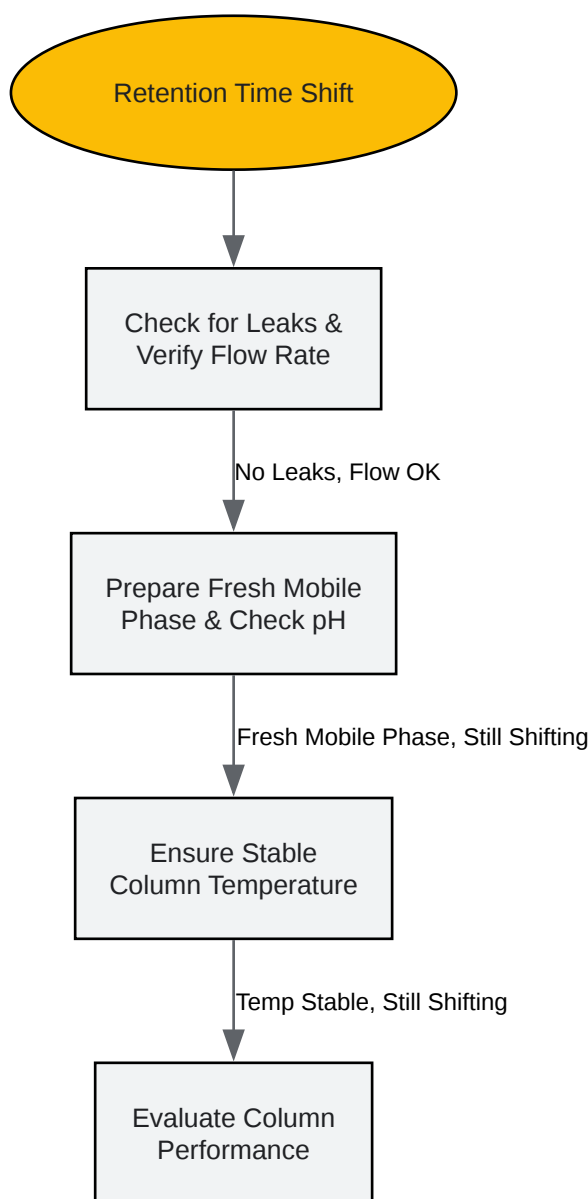 Retention Time Shift
Check for Leaks &
Verify Flow Rate
No Leaks, Flow OK
Prepare Fresh Mobile
Phase & Check pH
Fresh Mobile Phase, Still Shifting
Ensure Stable
Column Temperature
Temp Stable, Still Shifting
Evaluate Column
Performance